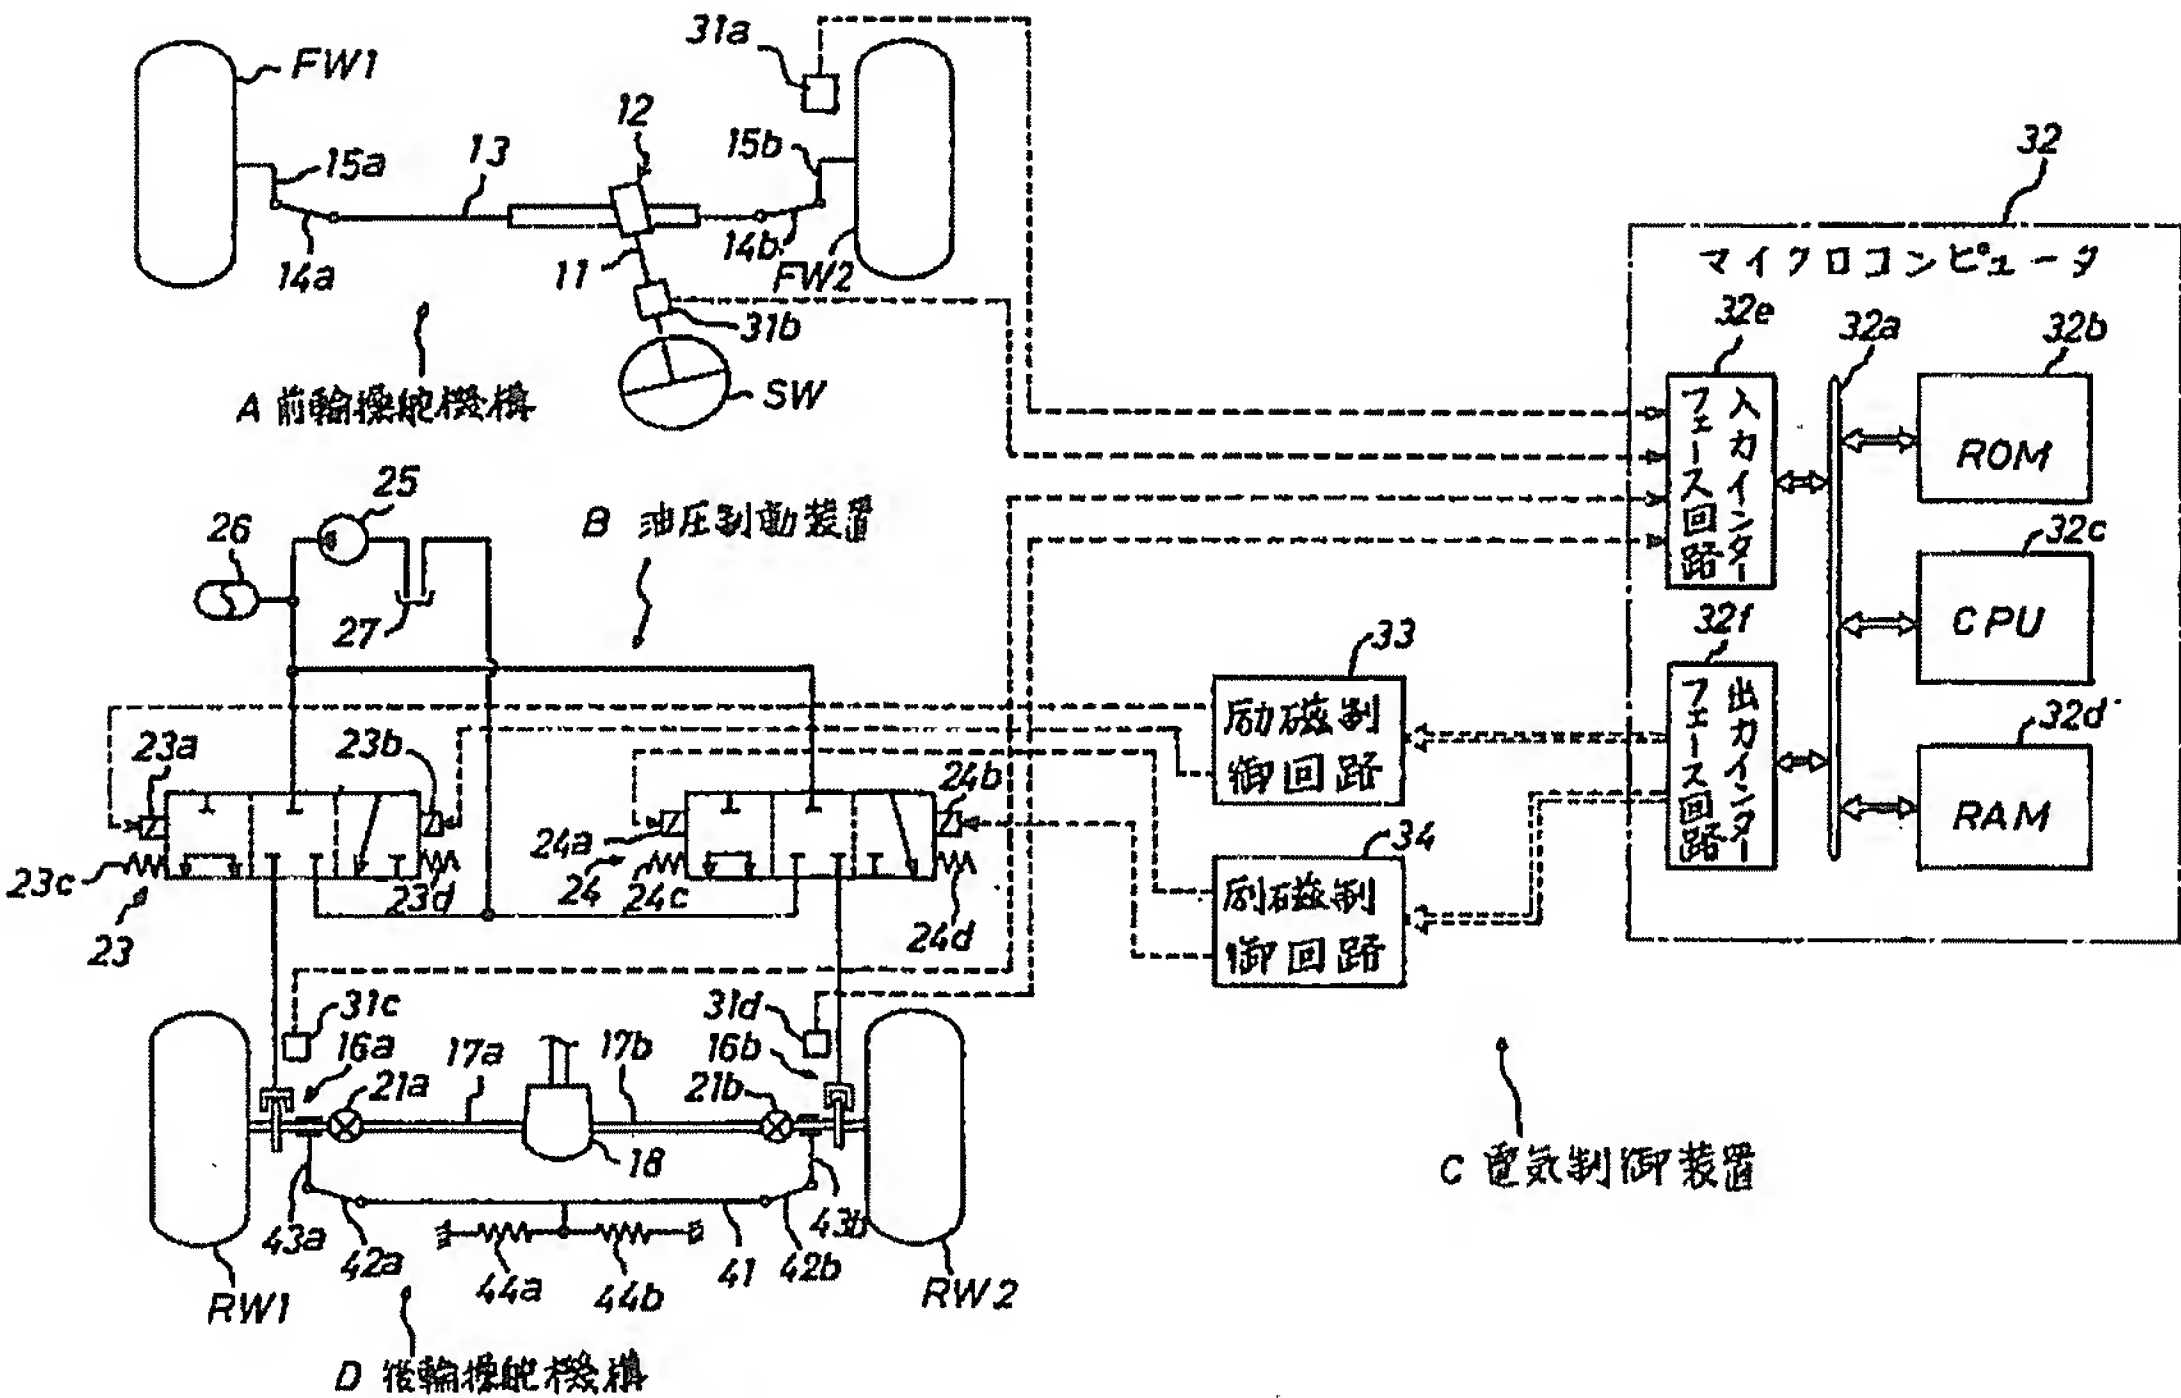 31a
FW1
12
15a
13
15b
14a
11
14b
FW2
31b
SW
A 前輪操舵機構
32
マイクロコンピュータ
32e
32a
32b
入力インターフェース回路
ROM
32c
CPU
32f
出力インターフェース回路
32d
RAM
25
B 油圧制動装置
26
27
33
励磁制
御回路
23a
23b
24b
24a
23c
23d
24
24c
24d
23
34
励磁制
御回路
31c
31d
16a
17a
17b
16b
21a
21b
18
C 電気制御装置
43a
42a
44a
44b
41
42b
43b
RW1
RW2
D 後輪操舵機構